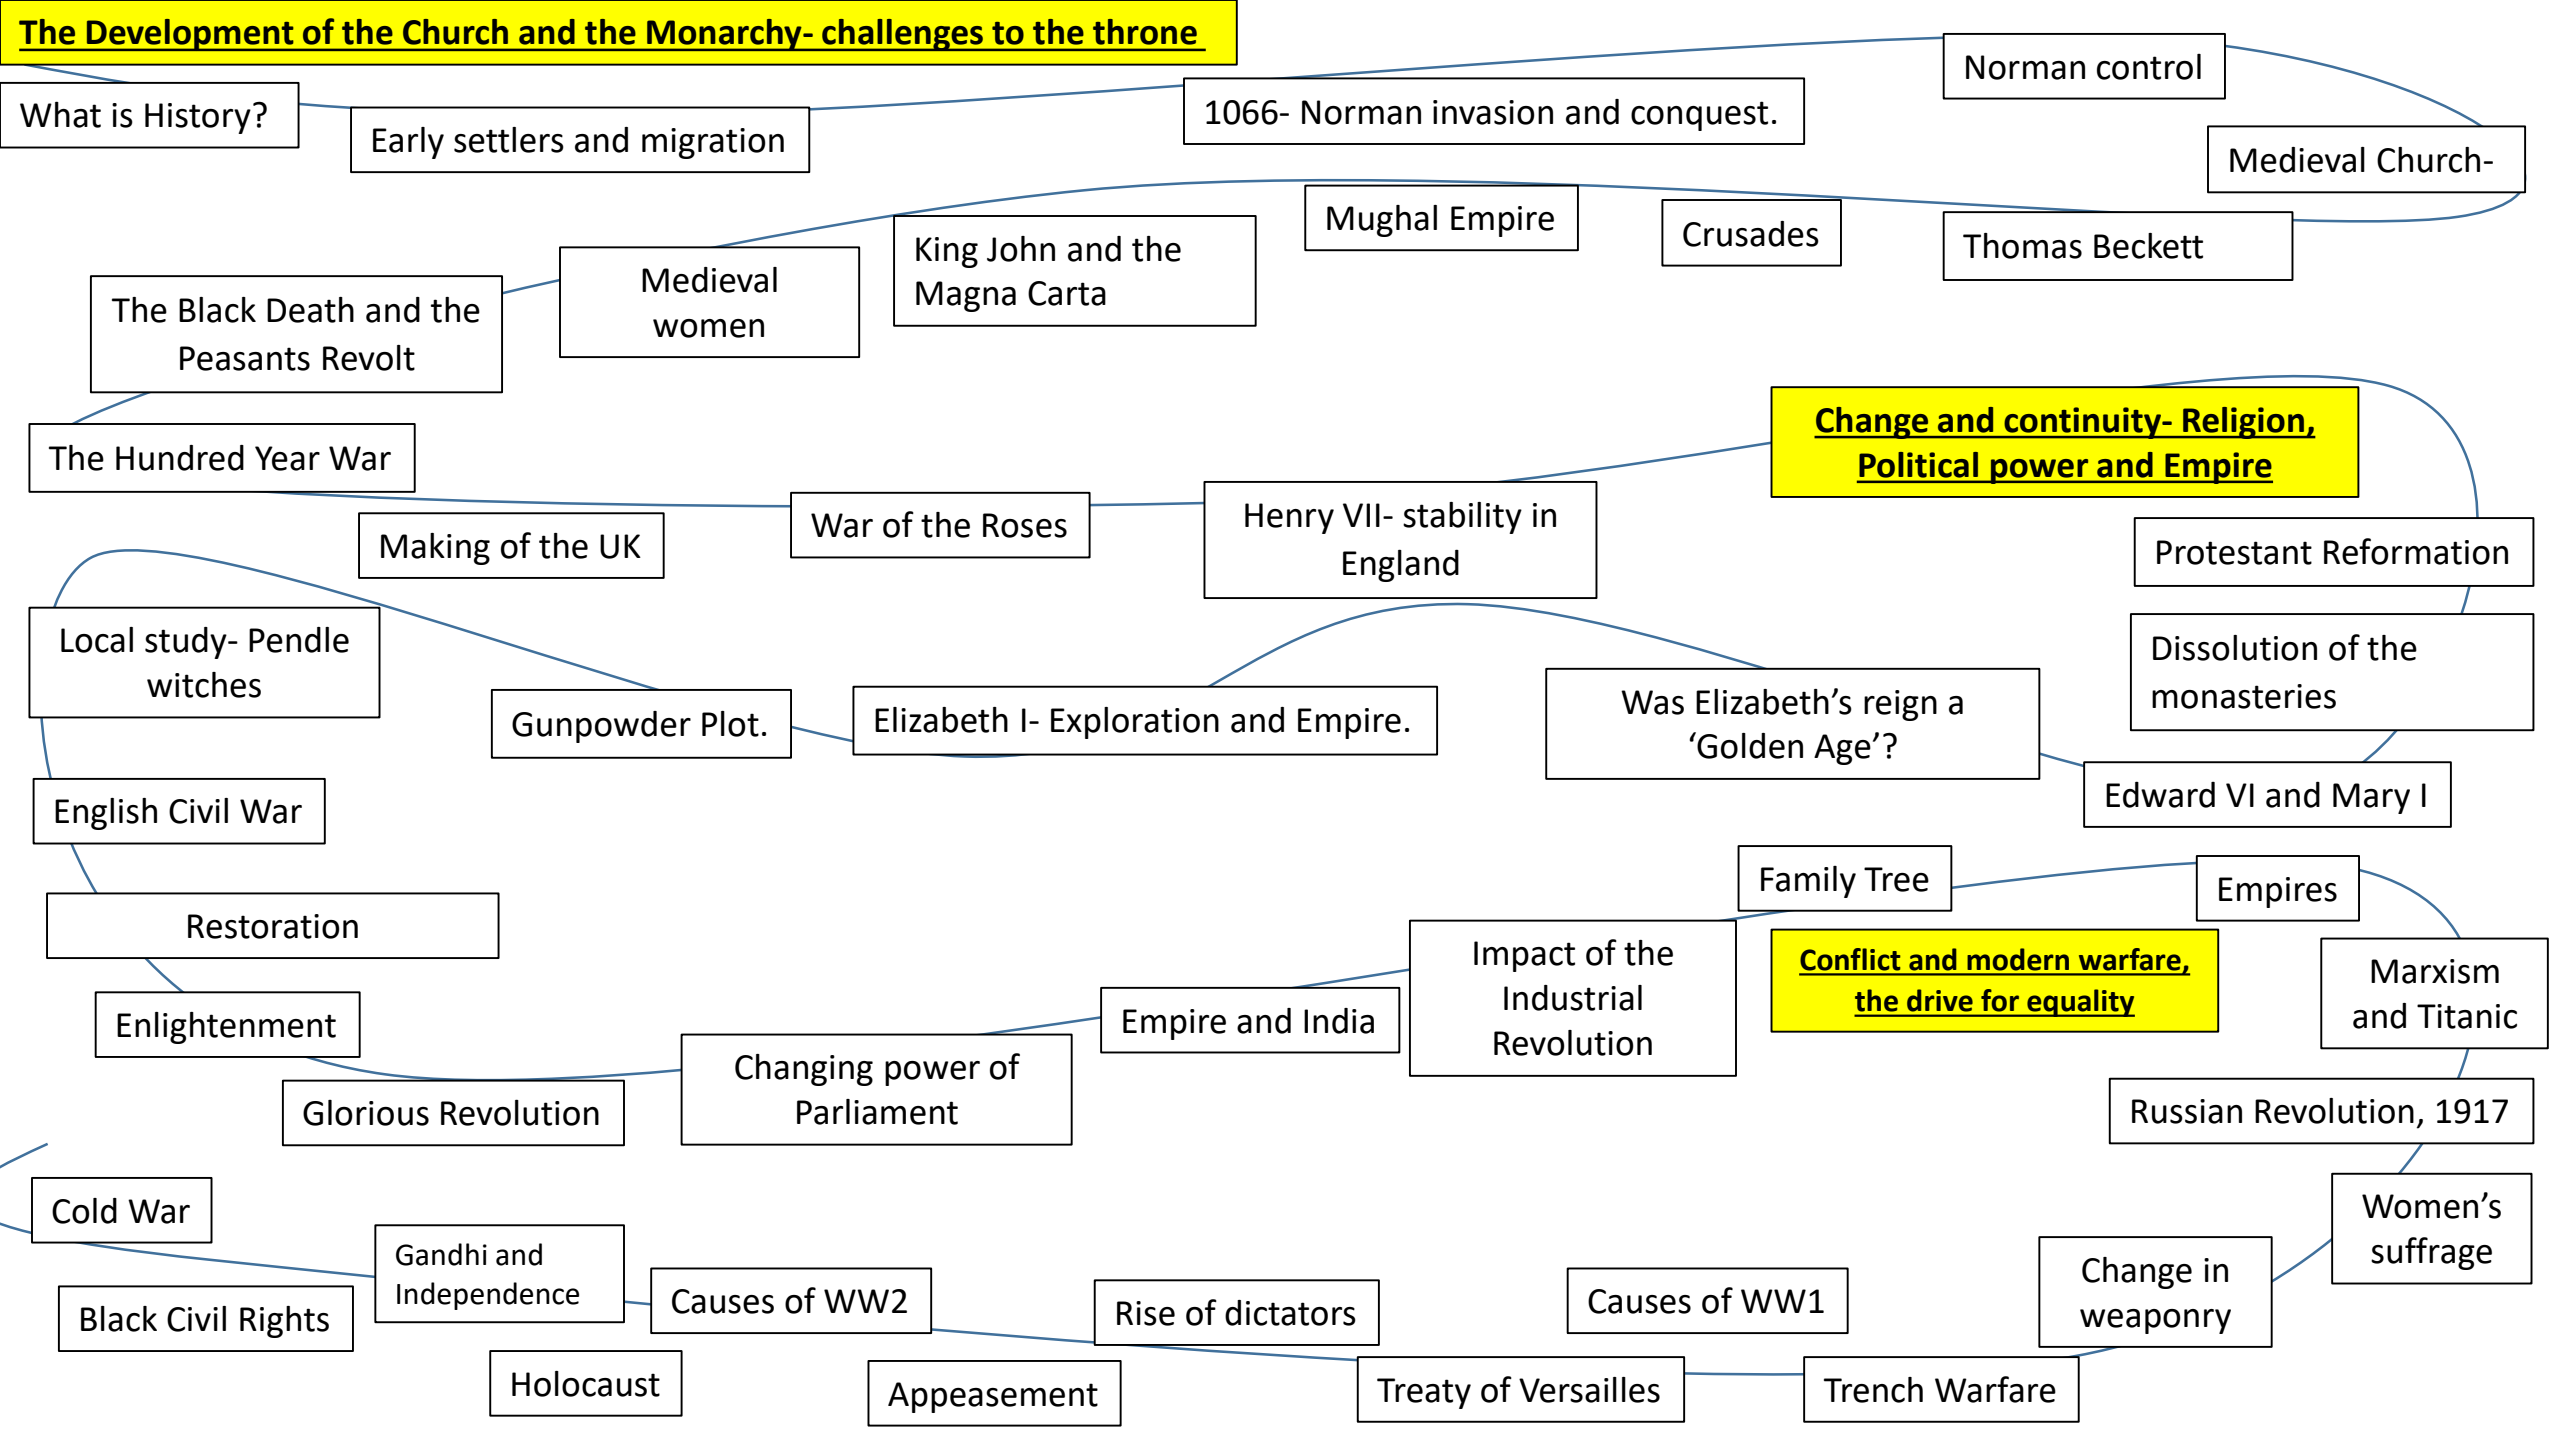 The Development of the Church and the Monarchy- challenges to the throne
What is History?
Early settlers and migration
1066- Norman invasion and conquest.
Norman control
Medieval Church-
Thomas Beckett
Crusades
Mughal Empire
King John and the
Magna Carta
Medieval
women
The Black Death and the
Peasants Revolt
The Hundred Year War
Making of the UK
War of the Roses
Henry VII- stability in
England
Change and continuity- Religion,
Political power and Empire
Protestant Reformation
Dissolution of the
monasteries
Edward VI and Mary I
Was Elizabeth’s reign a
‘Golden Age’?
Elizabeth I- Exploration and Empire.
Gunpowder Plot.
Local study- Pendle
witches
English Civil War
Restoration
Enlightenment
Glorious Revolution
Changing power of
Parliament
Empire and India
Impact of the
Industrial
Revolution
Family Tree
Conflict and modern warfare,
the drive for equality
Empires
Marxism
and Titanic
Russian Revolution, 1917
Women’s
suffrage
Change in
weaponry
Causes of WW1
Trench Warfare
Treaty of Versailles
Rise of dictators
Appeasement
Causes of WW2
Holocaust
Gandhi and
Independence
Black Civil Rights
Cold War